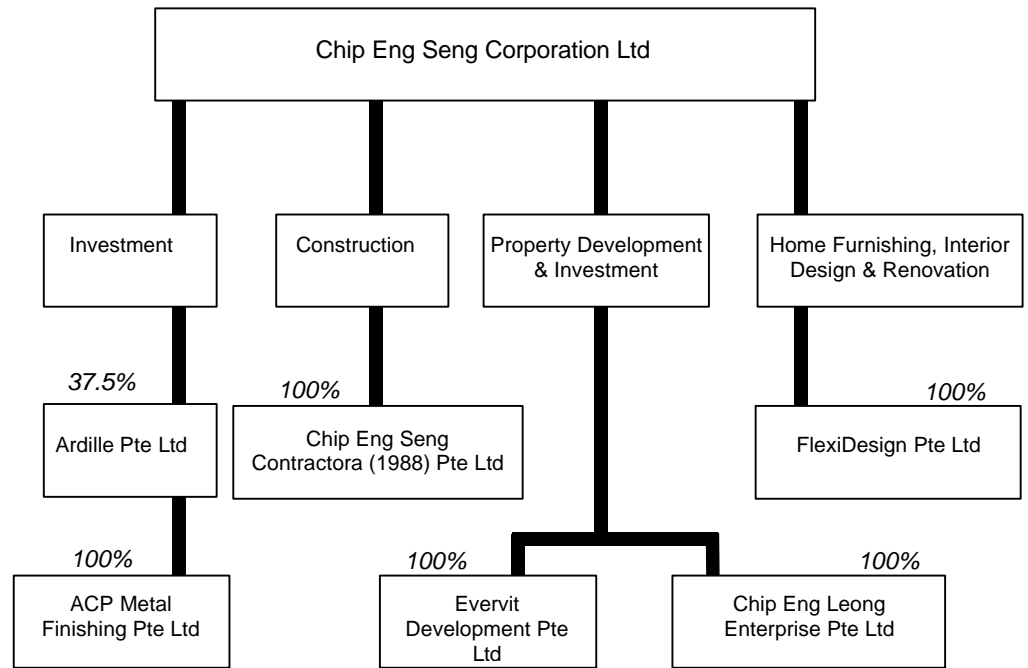 Chip Eng Seng Corporation Ltd
Investment
Construction
Property Development
& Investment
Home Furnishing, Interior
Design & Renovation
37.5%
100%
100%
Ardille Pte Ltd
Chip Eng Seng
Contractora (1988) Pte Ltd
FlexiDesign Pte Ltd
100%
100%
100%
ACP Metal
Finishing Pte Ltd
Evervit
Development Pte
Ltd
Chip Eng Leong
Enterprise Pte Ltd